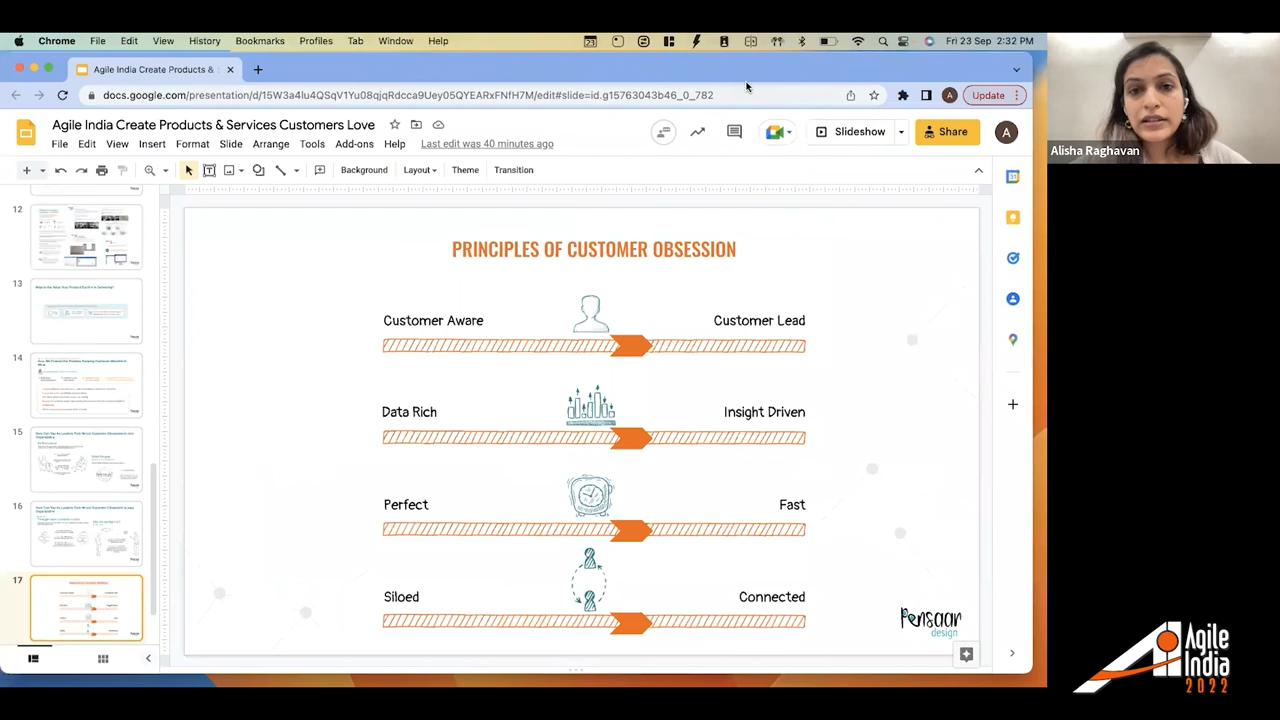 Chrome File Edit View History Bookmarks Profiles Tab Window Help
23
Fri 23 Sep 2:32 PM
Agile India Create Products &
docs.google.com/presentation/d/15W3a4lu4QSqV1Yu08qjqRdcca9Ugy05QYEARxFNfH7M/edit#slide=id.g15763043b46_0_782
A
Update
Agile India Create Products & Services Customers Love
File Edit View Insert Format Slide Arrange Tools Add-ons Help
Last edit was 40 minutes ago
Slideshow
Share
A
Background Layout Theme Transition
12
13
14
15
16
17
PRINCIPLES OF CUSTOMER OBSESSION
Customer Aware
Customer Lead
Data Rich
Insight Driven
Perfect
Fast
Siloed
Connected
Pensaar
design
Alisha Raghavan
Agile
India
2022